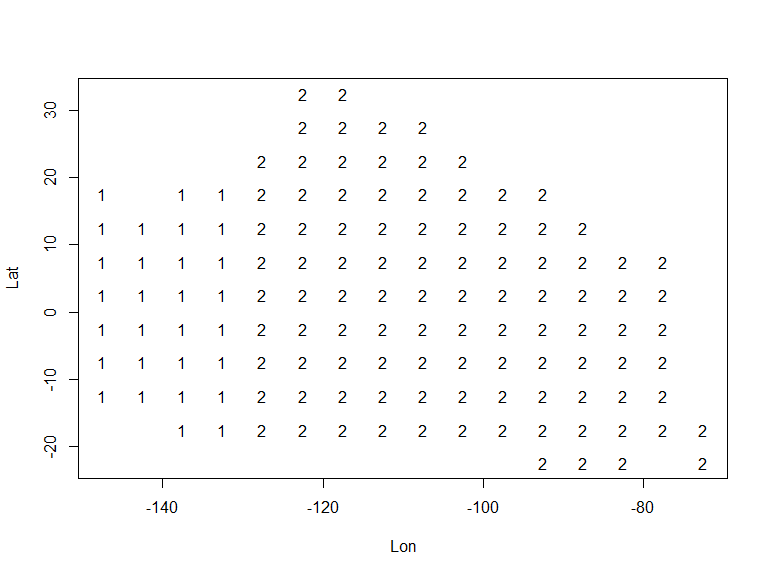 2 2
30
2 2 2 2
2 2 2 2 2 2
20
1 1 1 2 2 2 2 2 2 2 2
1 1 1 1 2 2 2 2 2 2 2 2 2
10
1 1 1 1 2 2 2 2 2 2 2 2 2 2 2
Lat
1 1 1 1 2 2 2 2 2 2 2 2 2 2 2
0
1 1 1 1 2 2 2 2 2 2 2 2 2 2 2
1 1 1 1 2 2 2 2 2 2 2 2 2 2 2
-10
1 1 1 1 2 2 2 2 2 2 2 2 2 2 2
1 1 2 2 2 2 2 2 2 2 2 2 2 2
-20
2 2 2 2
-140 -120 -100 -80
Lon